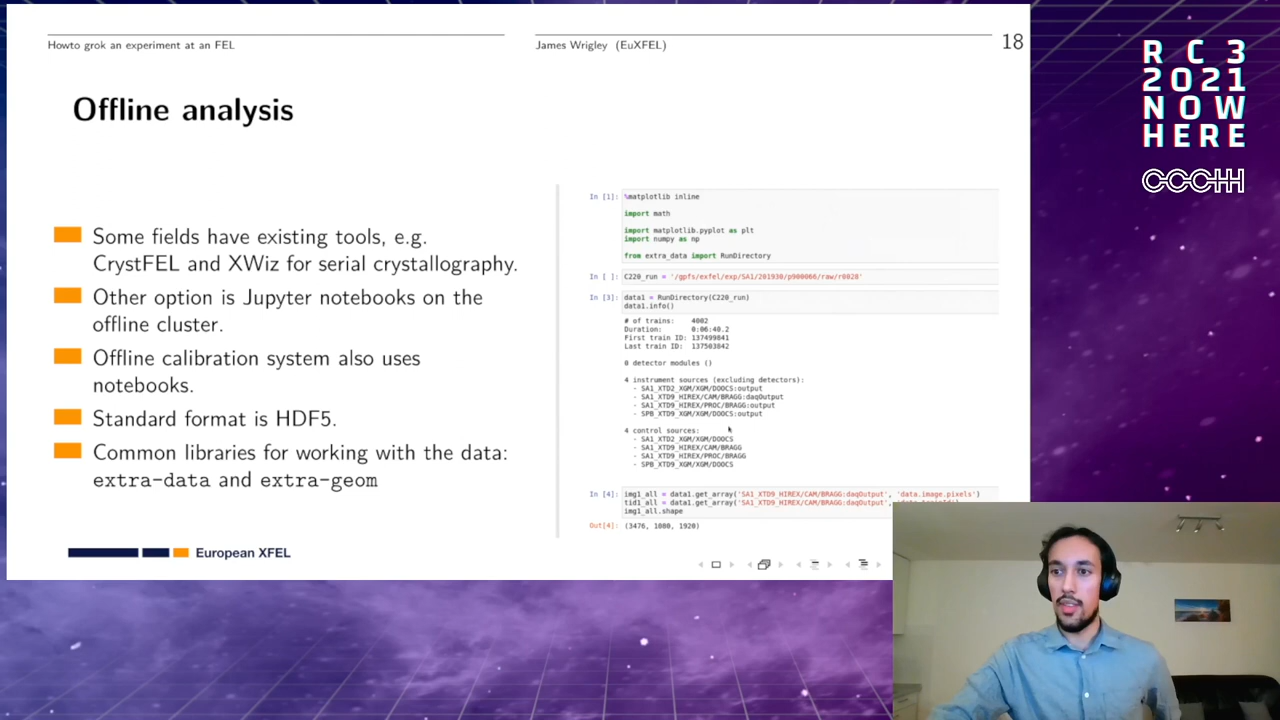 Howto grok an experiment at an FEL
James Wrigley (EuXFEL)
18
Offline analysis
Some fields have existing tools, e.g.
CrystFEL and XWiz for serial crystallography.
Other option is Jupyter notebooks on the
offline cluster.
Offline calibration system also uses
notebooks.
Standard format is HDF5.
Common libraries for working with the data:
extra-data and extra-geom
European XFEL
In [1]: %matplotlib inline
import math
import matplotlib.pyplot as plt
import numpy as np
from extra_data import RunDirectory
In [ ]: C220_run = '/gpfs/exfel/exp/SA1/201930/p900066/raw/r0028'
In [3]: data1 = RunDirectory(C220_run)
data1.info()
# of trains: 4002
Duration: 0:06:40.2
First train ID: 137499841
Last train ID: 137503842
0 detector modules ()
4 instrument sources (excluding detectors):
- SA1_XTD2_XGM/XGM/DOOCS:output
- SA1_XTD9_HIREX/CAM/BRAGG:daqOutput
- SA1_XTD9_HIREX/PROC/BRAGG:output
- SPB_XTD9_XGM/XGM/DOOCS:output
4 control sources:
- SA1_XTD2_XGM/XGM/DOOCS
- SA1_XTD9_HIREX/CAM/BRAGG
- SA1_XTD9_HIREX/PROC/BRAGG
- SPB_XTD9_XGM/XGM/DOOCS
In [4]: img1_all = data1.get_array('SA1_XTD9_HIREX/CAM/BRAGG:daqOutput', 'data.image.pixels')
tid1_all = data1.get_array('SA1_XTD9_HIREX/CAM/BRAGG:daqOutput',
img1_all.shape
Out[4]: (3476, 1080, 1920)
RC3
2021
NOW
HERE